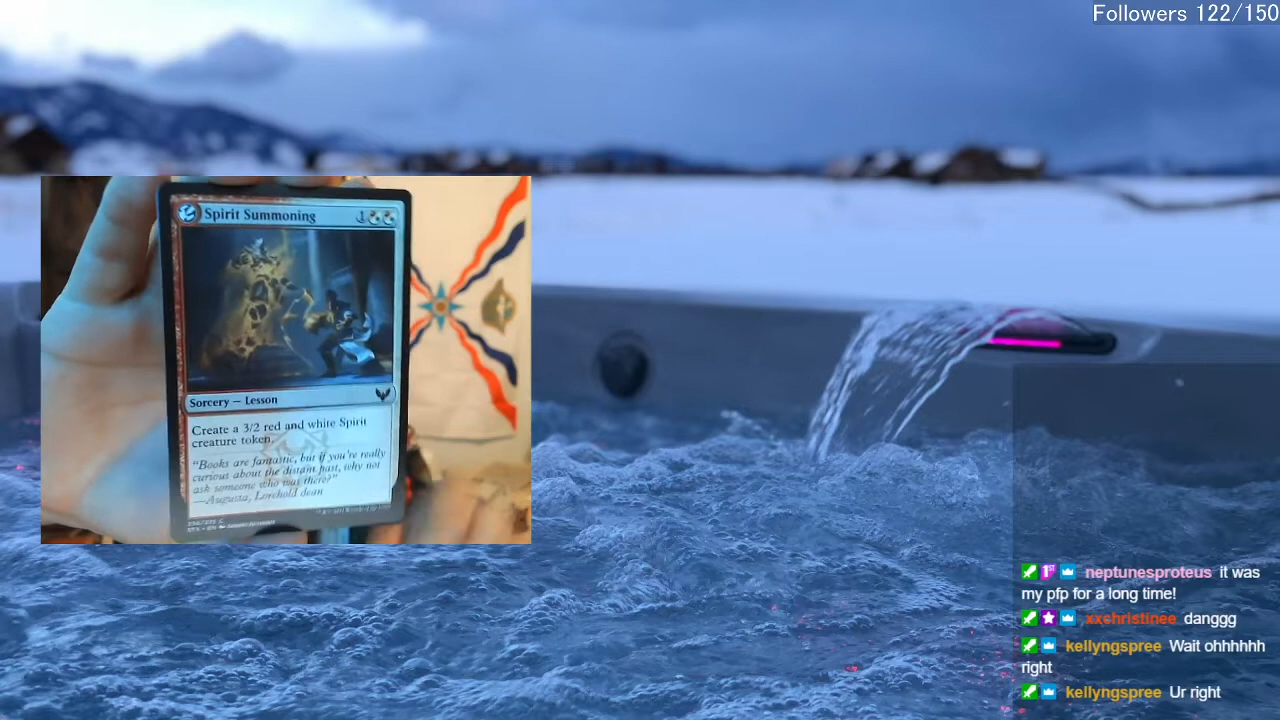 Followers 122/150
Spirit Summoning 1
Sorcery — Lesson
Create a 3/2 red and white Spirit
creature token.
"Books are fantastic, but if you're really
curious about the distant past, why not
ask someone who was there?"
—Augusta, Lorehold dean
neptunesproteus it was
my pfp for a long time!
xxchristinee danggg
kellyngspree Wait ohhhhhh
right
kellyngspree Ur right